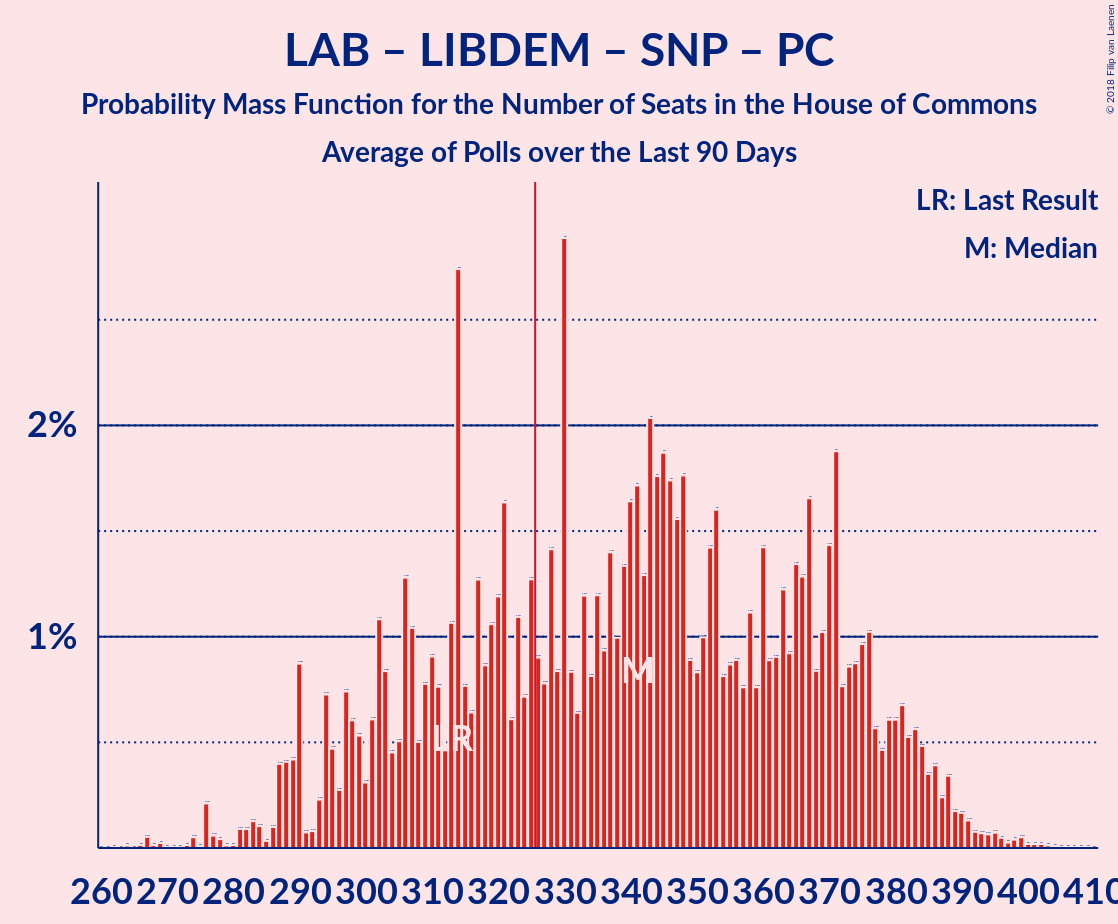 LAB – LIBDEM – SNP – PC
Probability Mass Function for the Number of Seats in the House of Commons
Average of Polls over the Last 90 Days
© 2018 Filip van Laenen
LR: Last Result
M: Median
2%
1%
M
LR
260 270 280 290 300 310 320 330 340 350 360 370 380 390 400 410